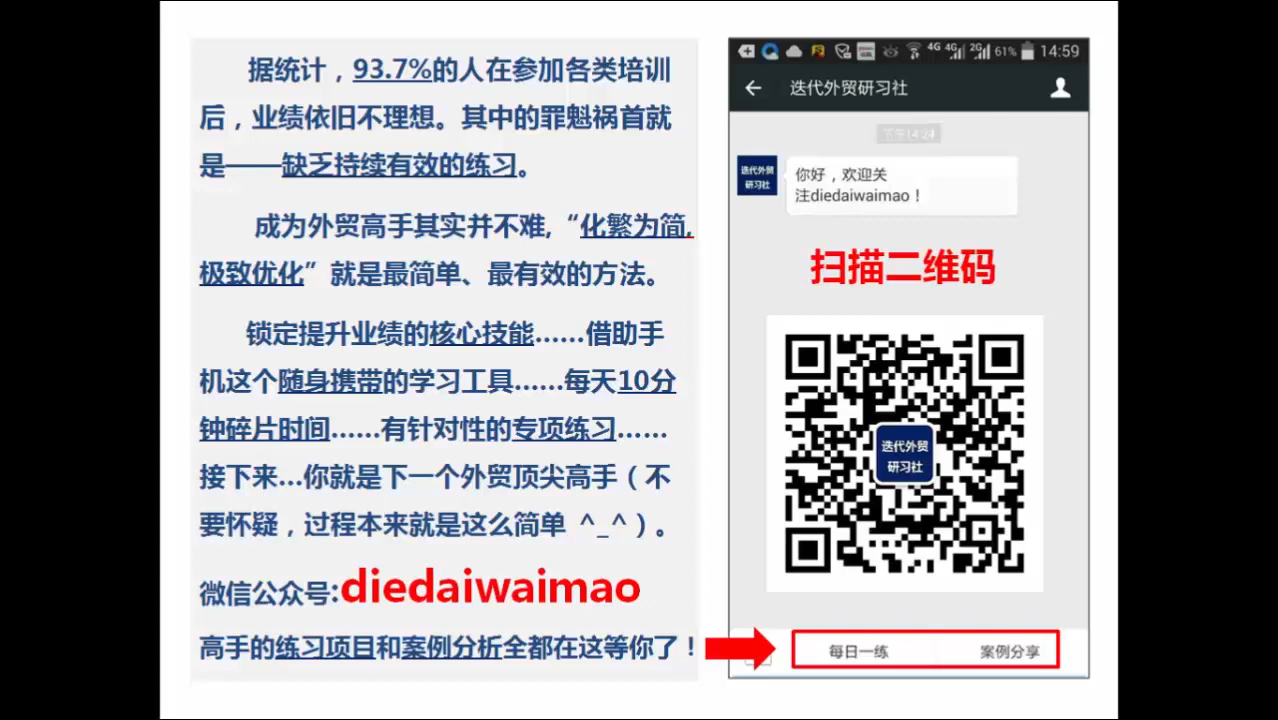 据统计，93.7%的人在参加各类培训
后，业绩依旧不理想。其中的罪魁祸首就
是——缺乏持续有效的练习。
成为外贸高手其实并不难,“化繁为简,
极致优化”就是最简单、最有效的方法。
锁定提升业绩的核心技能……借助手
机这个随身携带的学习工具……每天10分
钟碎片时间……有针对性的专项练习……
接下来…你就是下一个外贸顶尖高手（不
要怀疑，过程本来就是这么简单 ^_^）。
微信公众号:diedaiwaimao
高手的练习项目和案例分析全都在这等你了！
4G 4G 2G 61% 14:59
迭代外贸研习社
下午14:24
迭代外贸
研习社
你好，欢迎关
注diedaiwaimao！
扫描二维码
迭代外贸
研习社
每日一练 案例分享